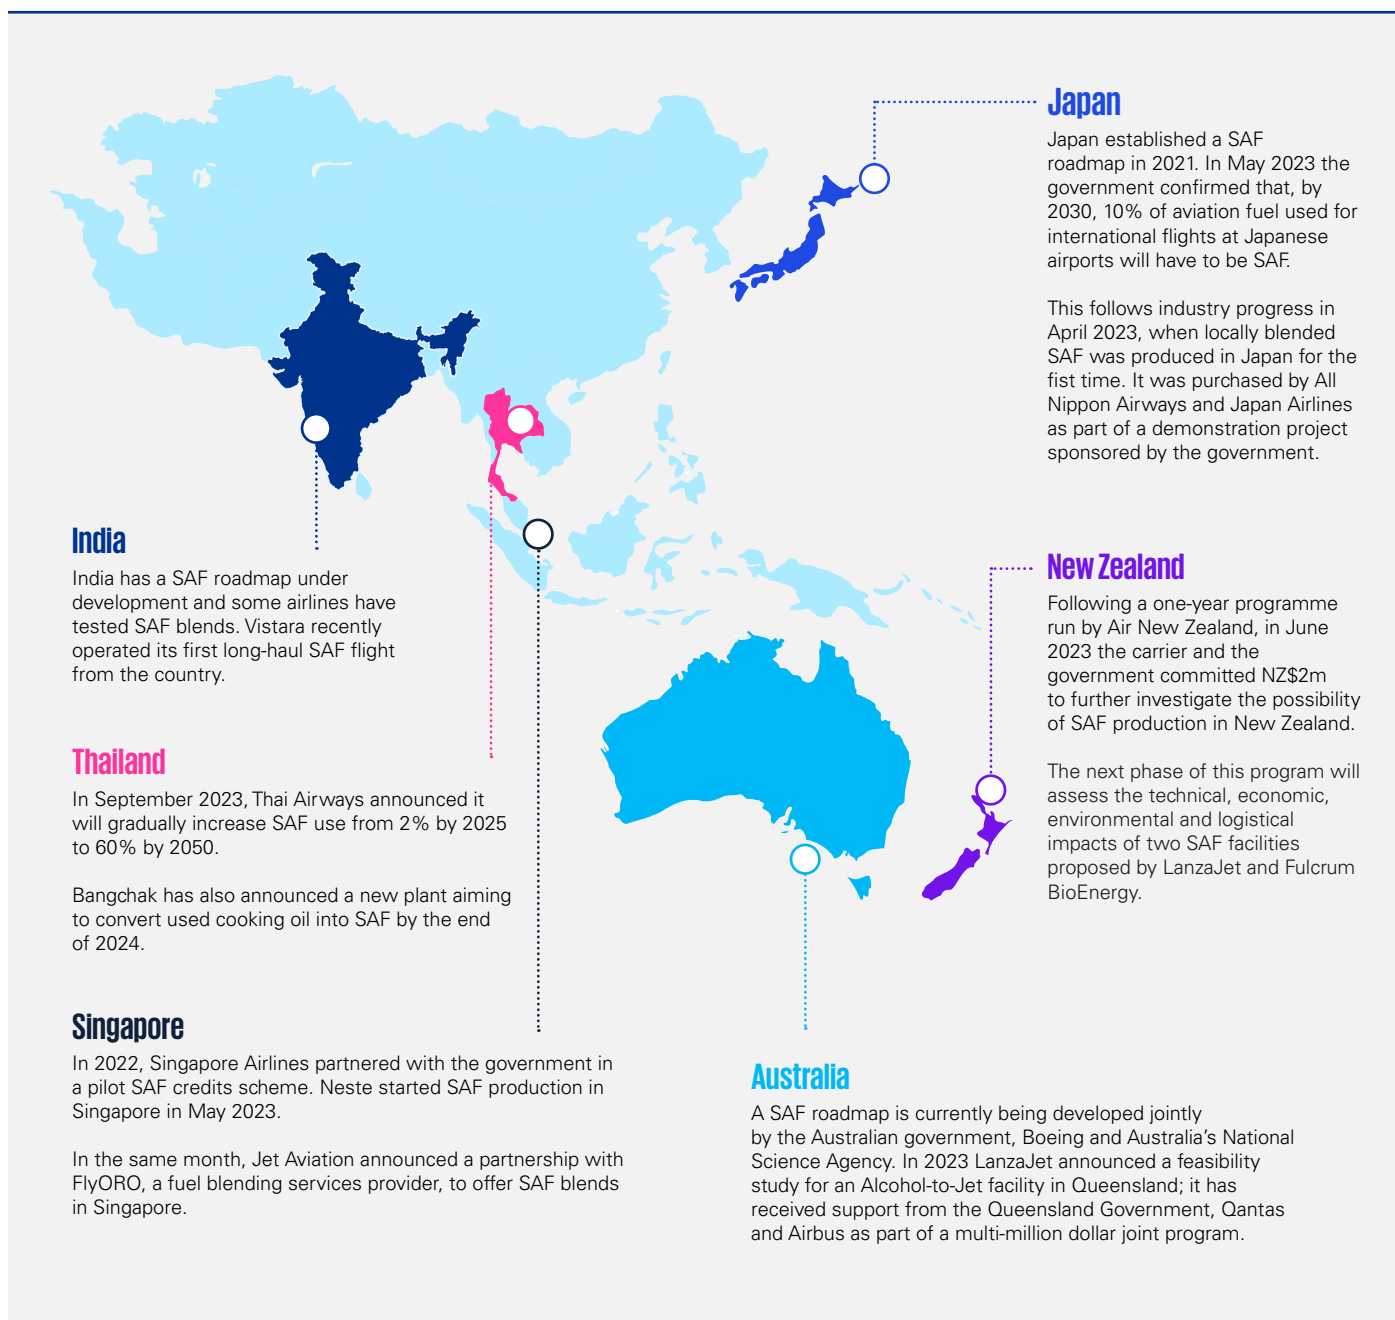 Japan
Japan established a SAF
roadmap in 2021. In May 2023 the
government confirmed that, by
2030, 10% of aviation fuel used for
international flights at Japanese
airports will have to be SAF.
This follows industry progress in
April 2023, when locally blended
SAF was produced in Japan for the
fist time. It was purchased by All
Nippon Airways and Japan Airlines
as part of a demonstration project
sponsored by the government.
India
India has a SAF roadmap under
development and some airlines have
tested SAF blends. Vistara recently
operated its first long-haul SAF flight
from the country.
New Zealand
Following a one-year programme
run by Air New Zealand, in June
2023 the carrier and the
government committed NZ$2m
to further investigate the possibility
of SAF production in New Zealand.
The next phase of this program will
assess the technical, economic,
environmental and logistical
impacts of two SAF facilities
proposed by LanzaJet and Fulcrum
BioEnergy.
Thailand
In September 2023, Thai Airways announced it
will gradually increase SAF use from 2% by 2025
to 60% by 2050.
Bangchak has also announced a new plant aiming
to convert used cooking oil into SAF by the end
of 2024.
Singapore
In 2022, Singapore Airlines partnered with the government in
a pilot SAF credits scheme. Neste started SAF production in
Singapore in May 2023.
In the same month, Jet Aviation announced a partnership with
FlyORO, a fuel blending services provider, to offer SAF blends
in Singapore.
Australia
A SAF roadmap is currently being developed jointly
by the Australian government, Boeing and Australia's National
Science Agency. In 2023 LanzaJet announced a feasibility
study for an Alcohol-to-Jet facility in Queensland; it has
received support from the Queensland Government, Qantas
and Airbus as part of a multi-million dollar joint program.